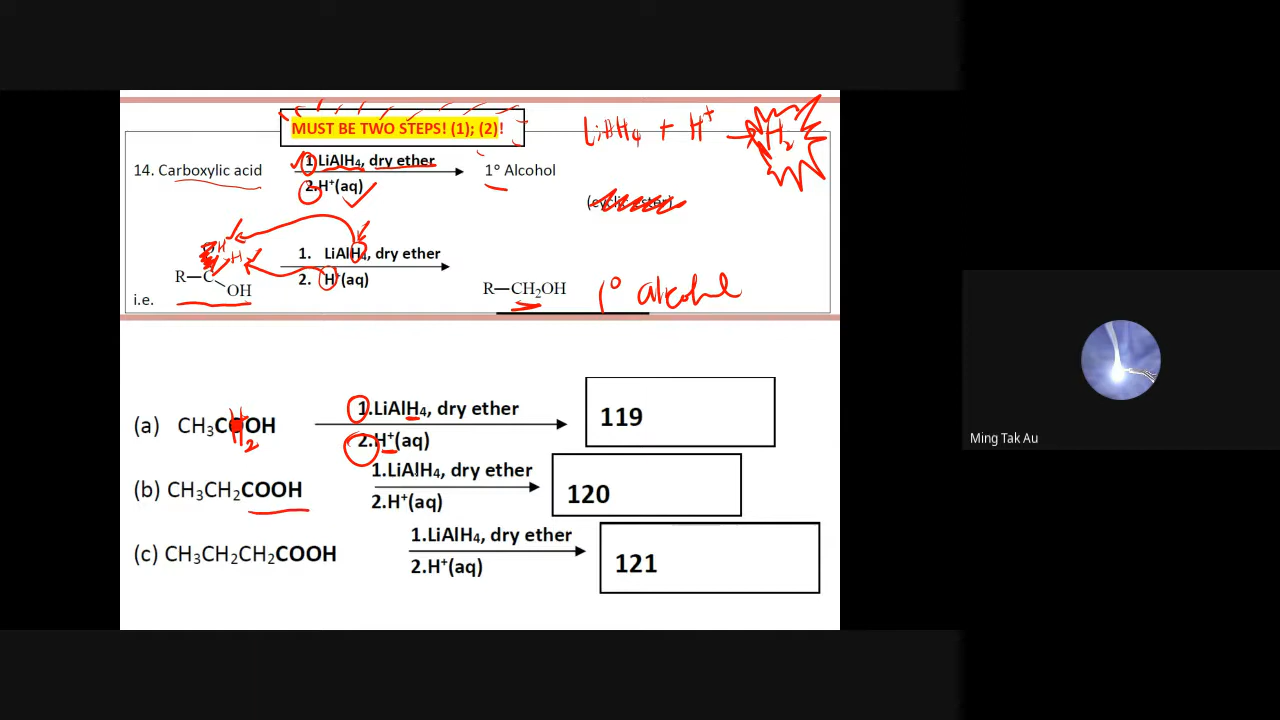 MUST BE TWO STEPS! (1); (2)!
LiAlH₄ + H⁺ → H₂
14. Carboxylic acid
1.LiAlH₄, dry ether
2.H⁺(aq)
1° Alcohol
H
H
R—C
OH
1. LiAlH₄, dry ether
2. H⁺(aq)
R—CH₂OH
1° alcohol
i.e.
(a) CH₃COOH
H₂
1.LiAlH₄, dry ether
2.H⁺(aq)
119
(b) CH₃CH₂COOH
1.LiAlH₄, dry ether
2.H⁺(aq)
120
(c) CH₃CH₂CH₂COOH
1.LiAlH₄, dry ether
2.H⁺(aq)
121
Ming Tak Au